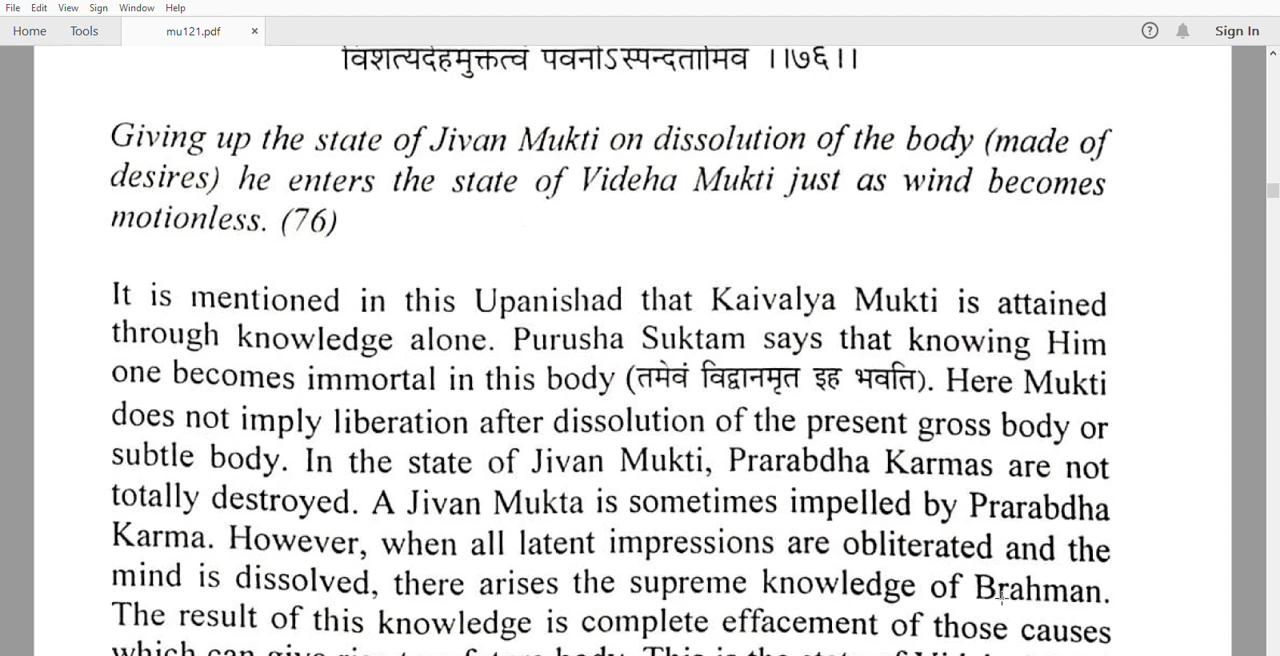 File Edit View Sign Window Help
Home Tools mu121.pdf × ? Sign In
विशत्यदेहमुक्तत्वं पवनोऽस्पन्दतामिव ।।७६।।
Giving up the state of Jivan Mukti on dissolution of the body (made of
desires) he enters the state of Videha Mukti just as wind becomes
motionless. (76)
It is mentioned in this Upanishad that Kaivalya Mukti is attained
through knowledge alone. Purusha Suktam says that knowing Him
one becomes immortal in this body (तमेवं विद्वानमृत इह भवति). Here Mukti
does not imply liberation after dissolution of the present gross body or
subtle body. In the state of Jivan Mukti, Prarabdha Karmas are not
totally destroyed. A Jivan Mukta is sometimes impelled by Prarabdha
Karma. However, when all latent impressions are obliterated and the
mind is dissolved, there arises the supreme knowledge of Brahman.
The result of this knowledge is complete effacement of those causes
which can give